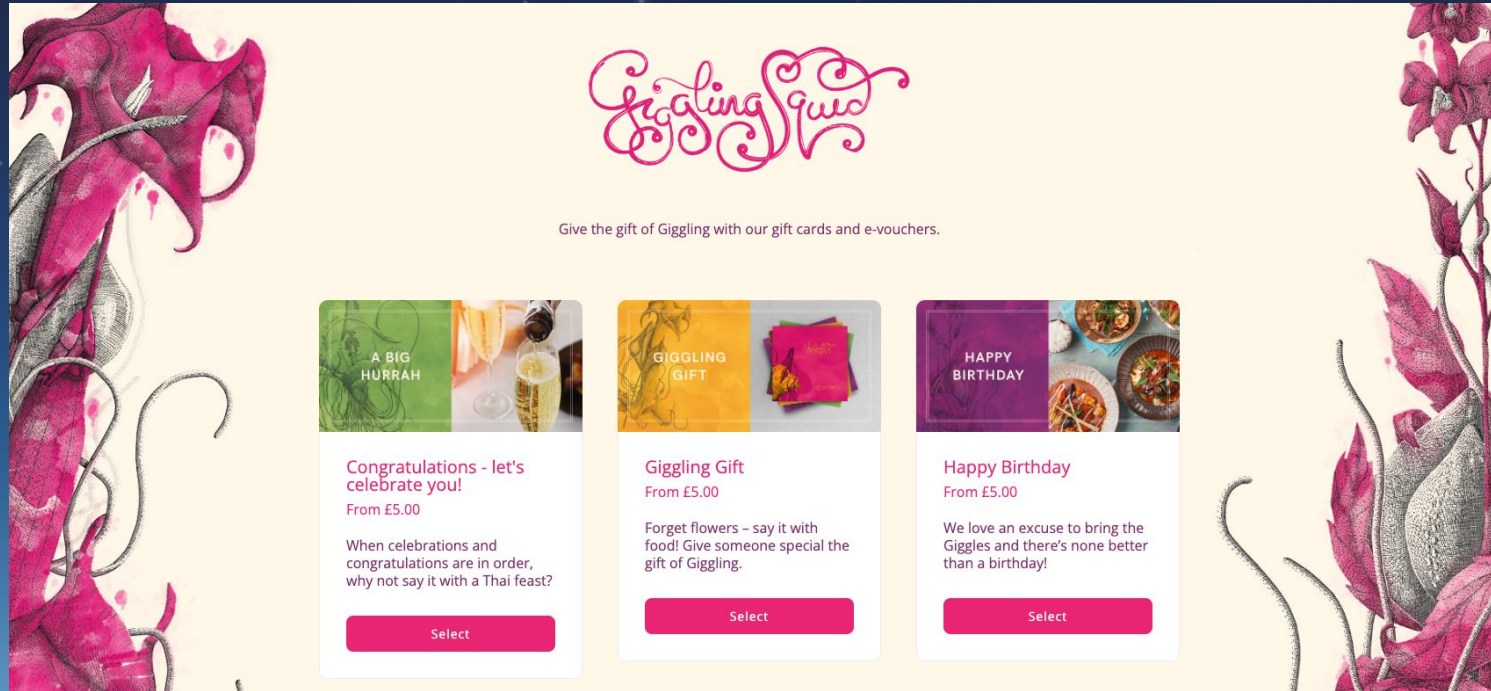 Giggling Squid
Give the gift of Giggling with our gift cards and e-vouchers.
A BIG
HURRAH
Congratulations - let's
celebrate you!
From £5.00
When celebrations and
congratulations are in order,
why not say it with a Thai feast?
Select
GIGGLING
GIFT
Giggling Gift
From £5.00
Forget flowers – say it with
food! Give someone special the
gift of Giggling.
Select
HAPPY
BIRTHDAY
Happy Birthday
From £5.00
We love an excuse to bring the
Giggles and there's none better
than a birthday!
Select